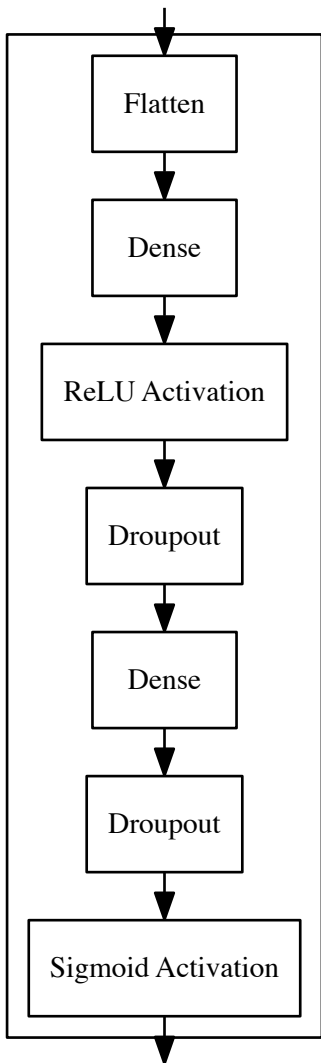 Flatten
Dense
ReLU Activation
Droupout
Dense
Droupout
Sigmoid Activation